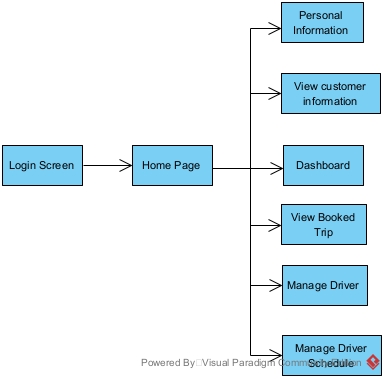 Personal
Information
View customer
information
Login Screen
Home Page
Dashboard
View Booked
Trip
Manage Driver
Manage Driver
Schedule
Powered By Visual Paradigm Community Edition